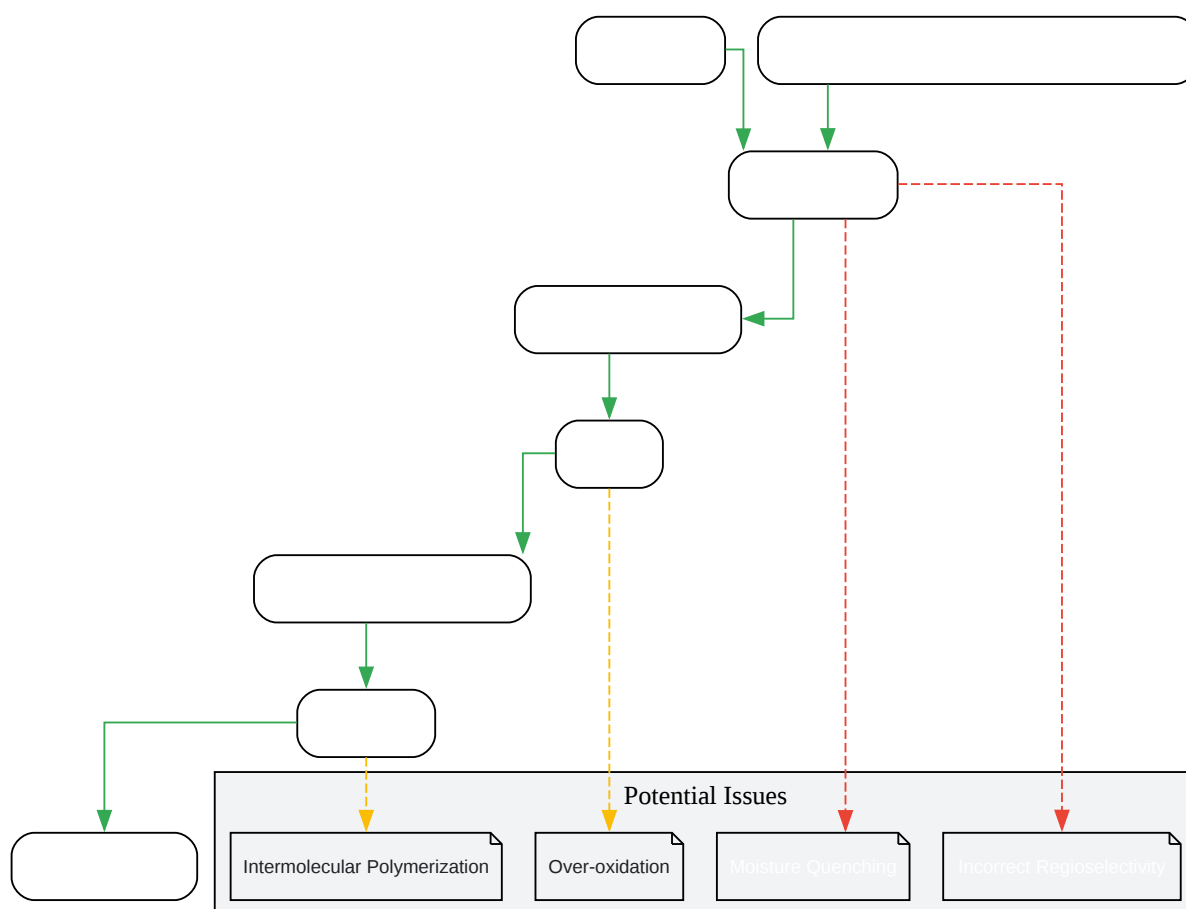 Potential Issues
Intermolecular Polymerization
Over-oxidation
Moisture Quenching
Incorrect Regioselectivity